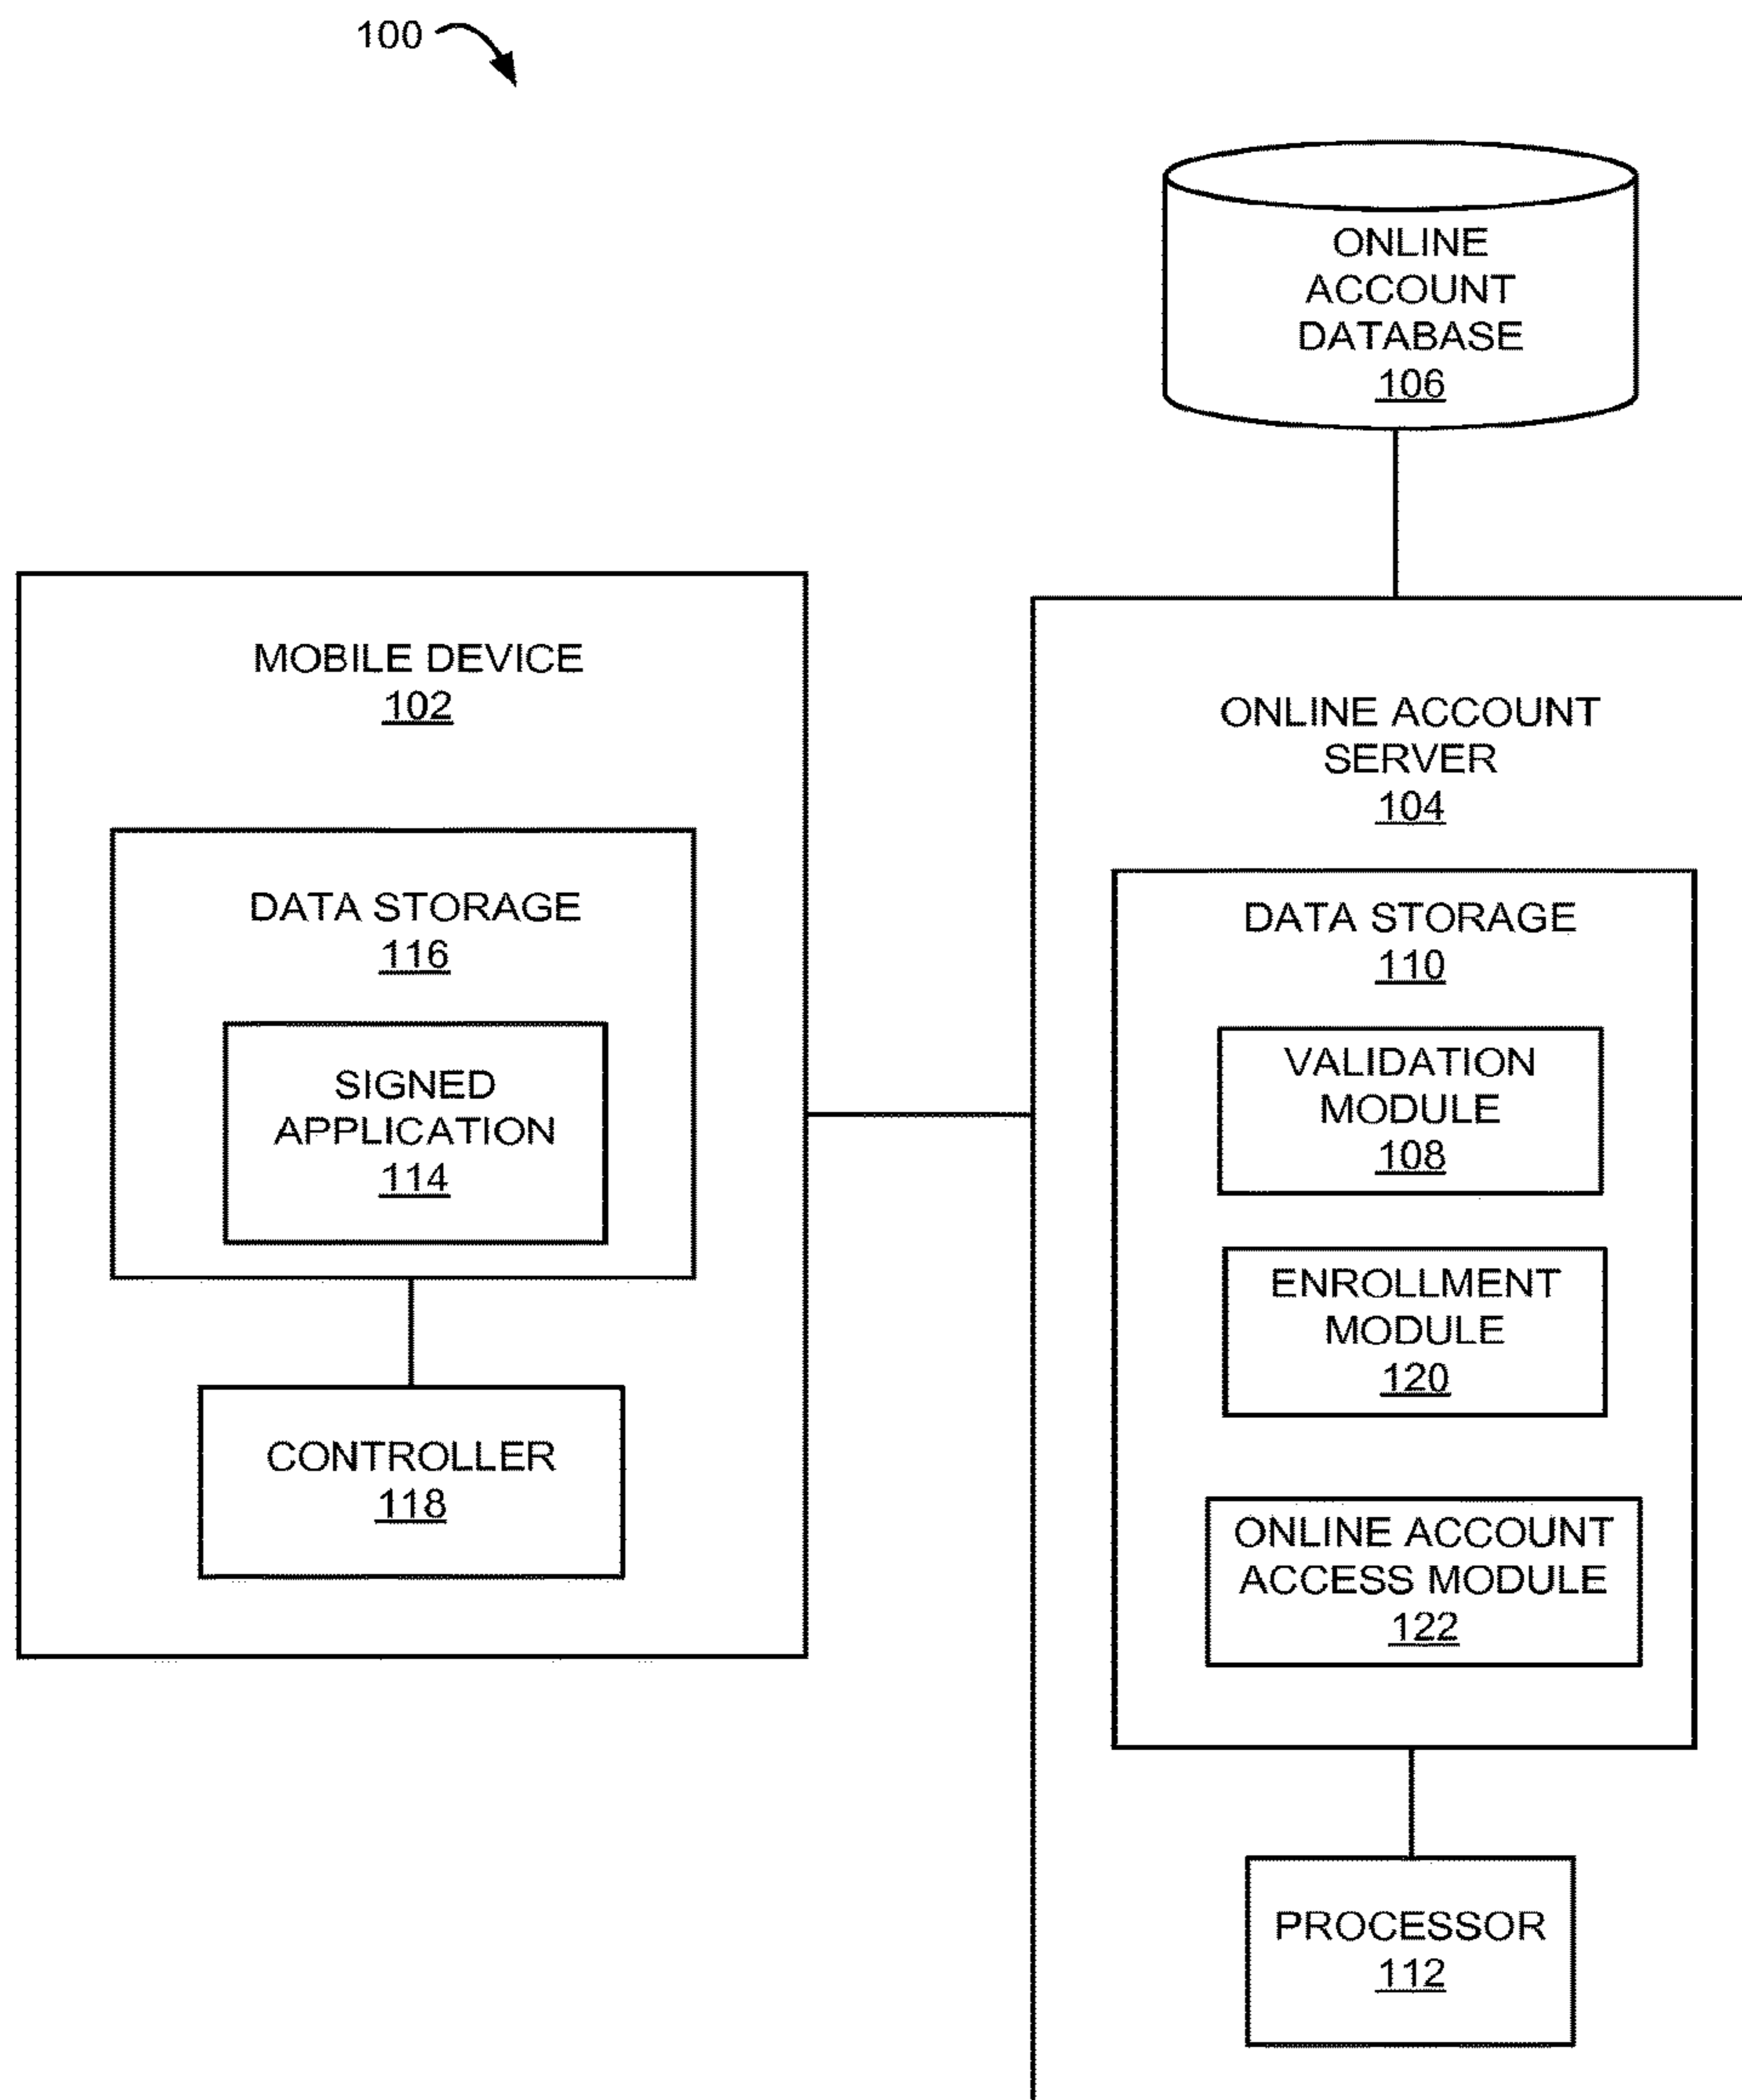 100
ONLINE
ACCOUNT
DATABASE
106
MOBILE DEVICE
102
DATA STORAGE
116
SIGNED
APPLICATION
114
CONTROLLER
118
ONLINE ACCOUNT
SERVER
104
DATA STORAGE
110
VALIDATION
MODULE
108
ENROLLMENT
MODULE
120
ONLINE ACCOUNT
ACCESS MODULE
122
PROCESSOR
112